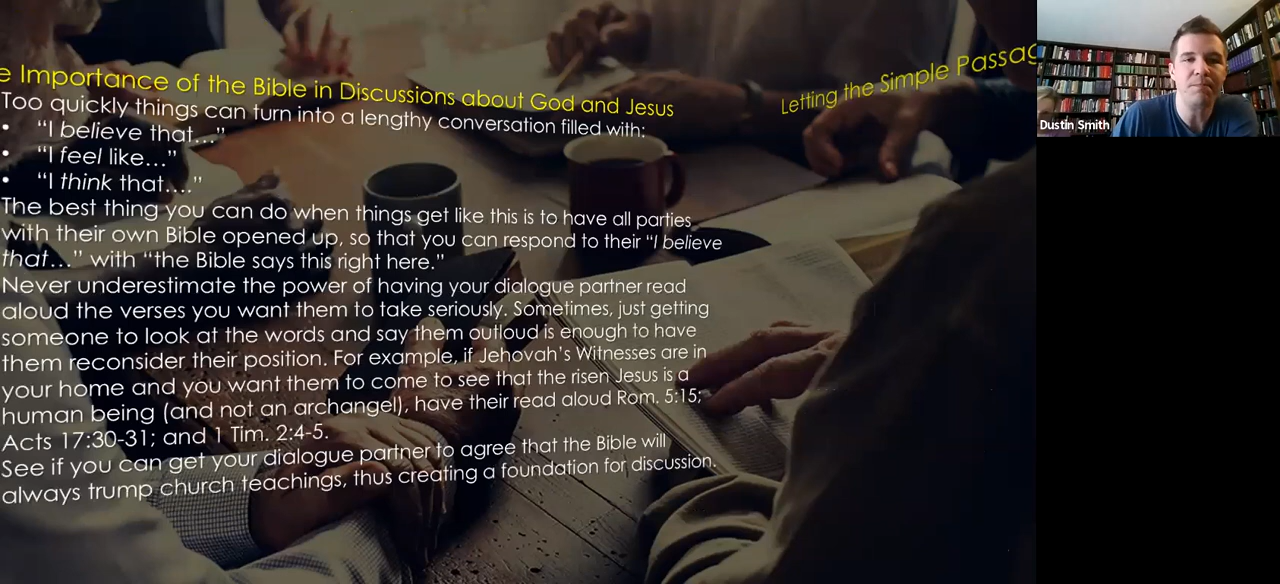 e Importance of the Bible in Discussions about God and Jesus
Letting the Simple Passag
Too quickly things can turn into a lengthy conversation filled with:
• “I believe that...”
• “I feel like...”
• “I think that....”
The best thing you can do when things get like this is to have all parties
with their own Bible opened up, so that you can respond to their “I believe
that...” with “the Bible says this right here.”
Never underestimate the power of having your dialogue partner read
aloud the verses you want them to take seriously. Sometimes, just getting
someone to look at the words and say them outloud is enough to have
them reconsider their position. For example, if Jehovah’s Witnesses are in
your home and you want them to come to see that the risen Jesus is a
human being (and not an archangel), have their read aloud Rom. 5:15;
Acts 17:30-31; and 1 Tim. 2:4-5.
See if you can get your dialogue partner to agree that the Bible will
always trump church teachings, thus creating a foundation for discussion.
Dustin Smith